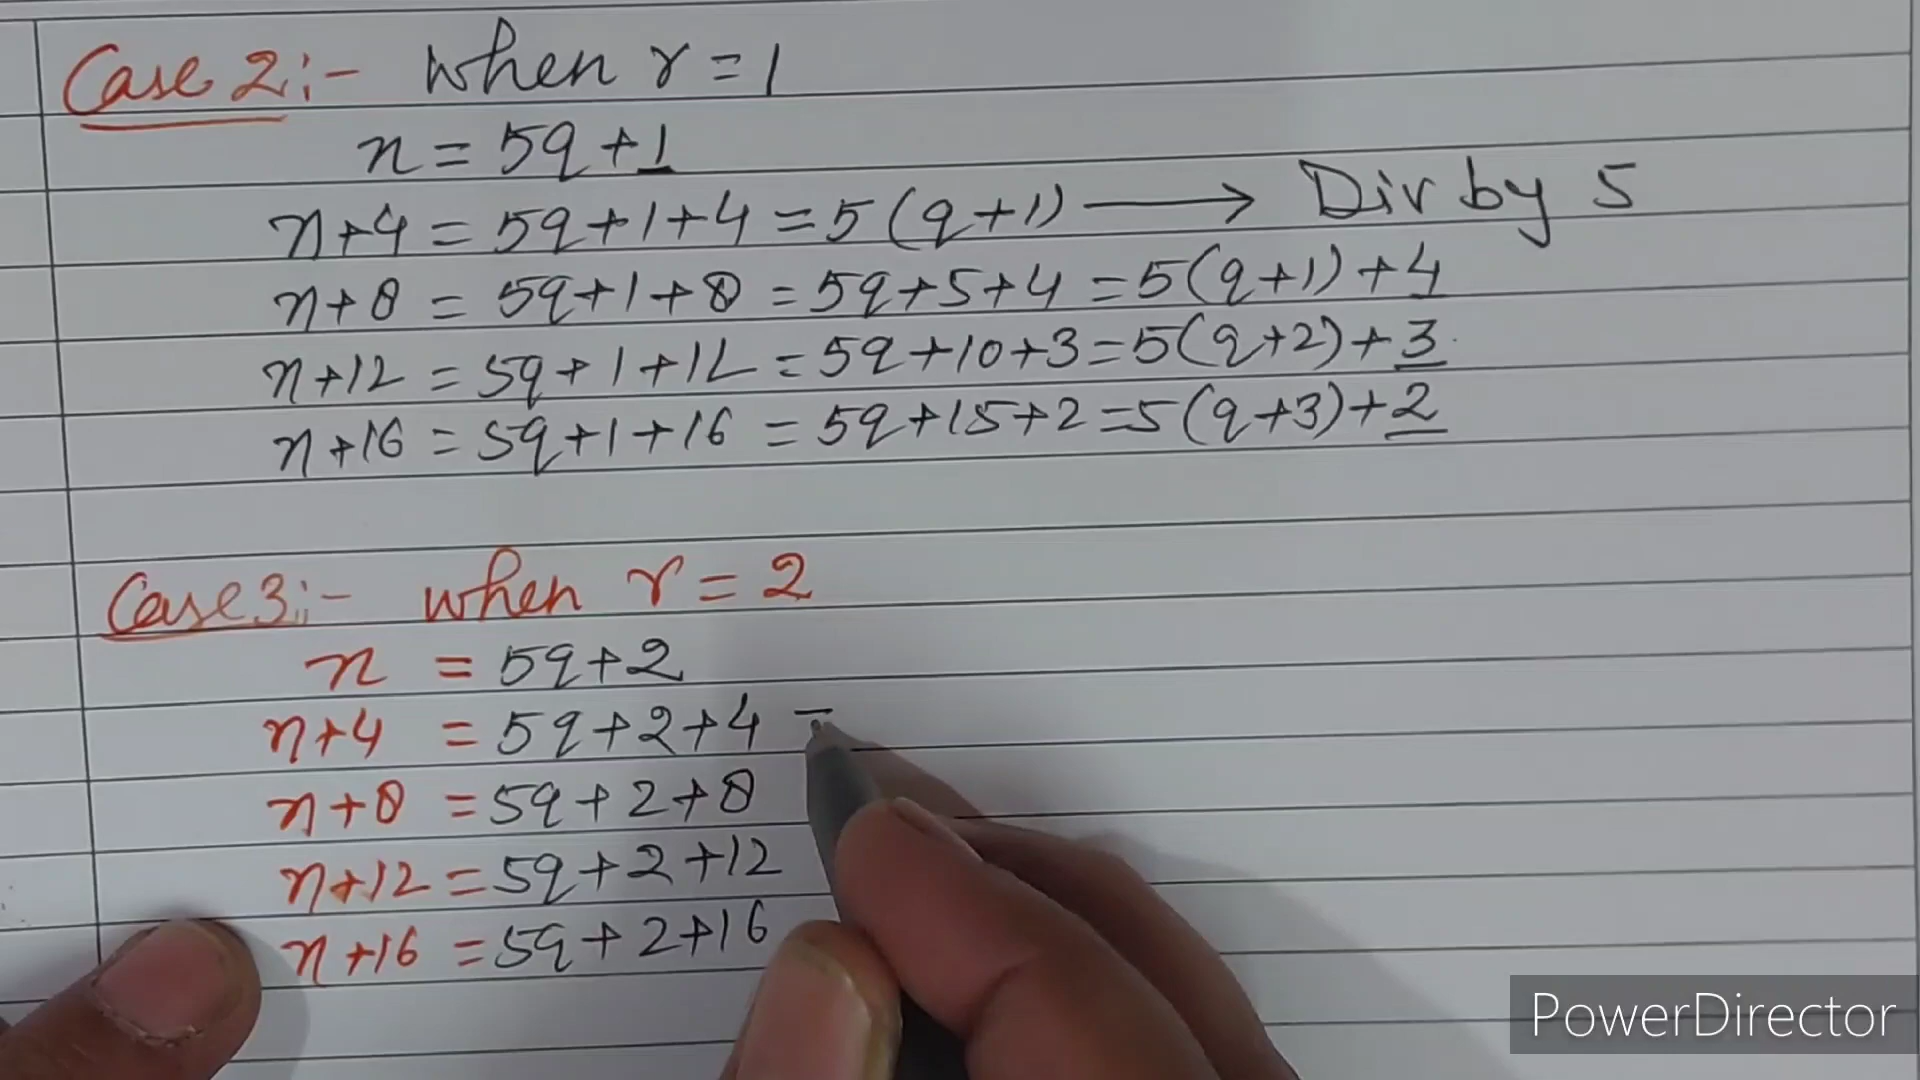 Case 2:- when r = 1
n = 5q + 1
n+4 = 5q+1+4 = 5(q+1) → Div by 5
n+8 = 5q+1+8 = 5q+5+4 = 5(q+1)+4
n+12 = 5q+1+12 = 5q+10+3 = 5(q+2)+3
n+16 = 5q+1+16 = 5q+15+2 = 5(q+3)+2
Case 3:- when r = 2
n = 5q+2
n+4 = 5q+2+4 =
n+8 = 5q+2+8
n+12 = 5q+2+12
n+16 = 5q+2+16
PowerDirector